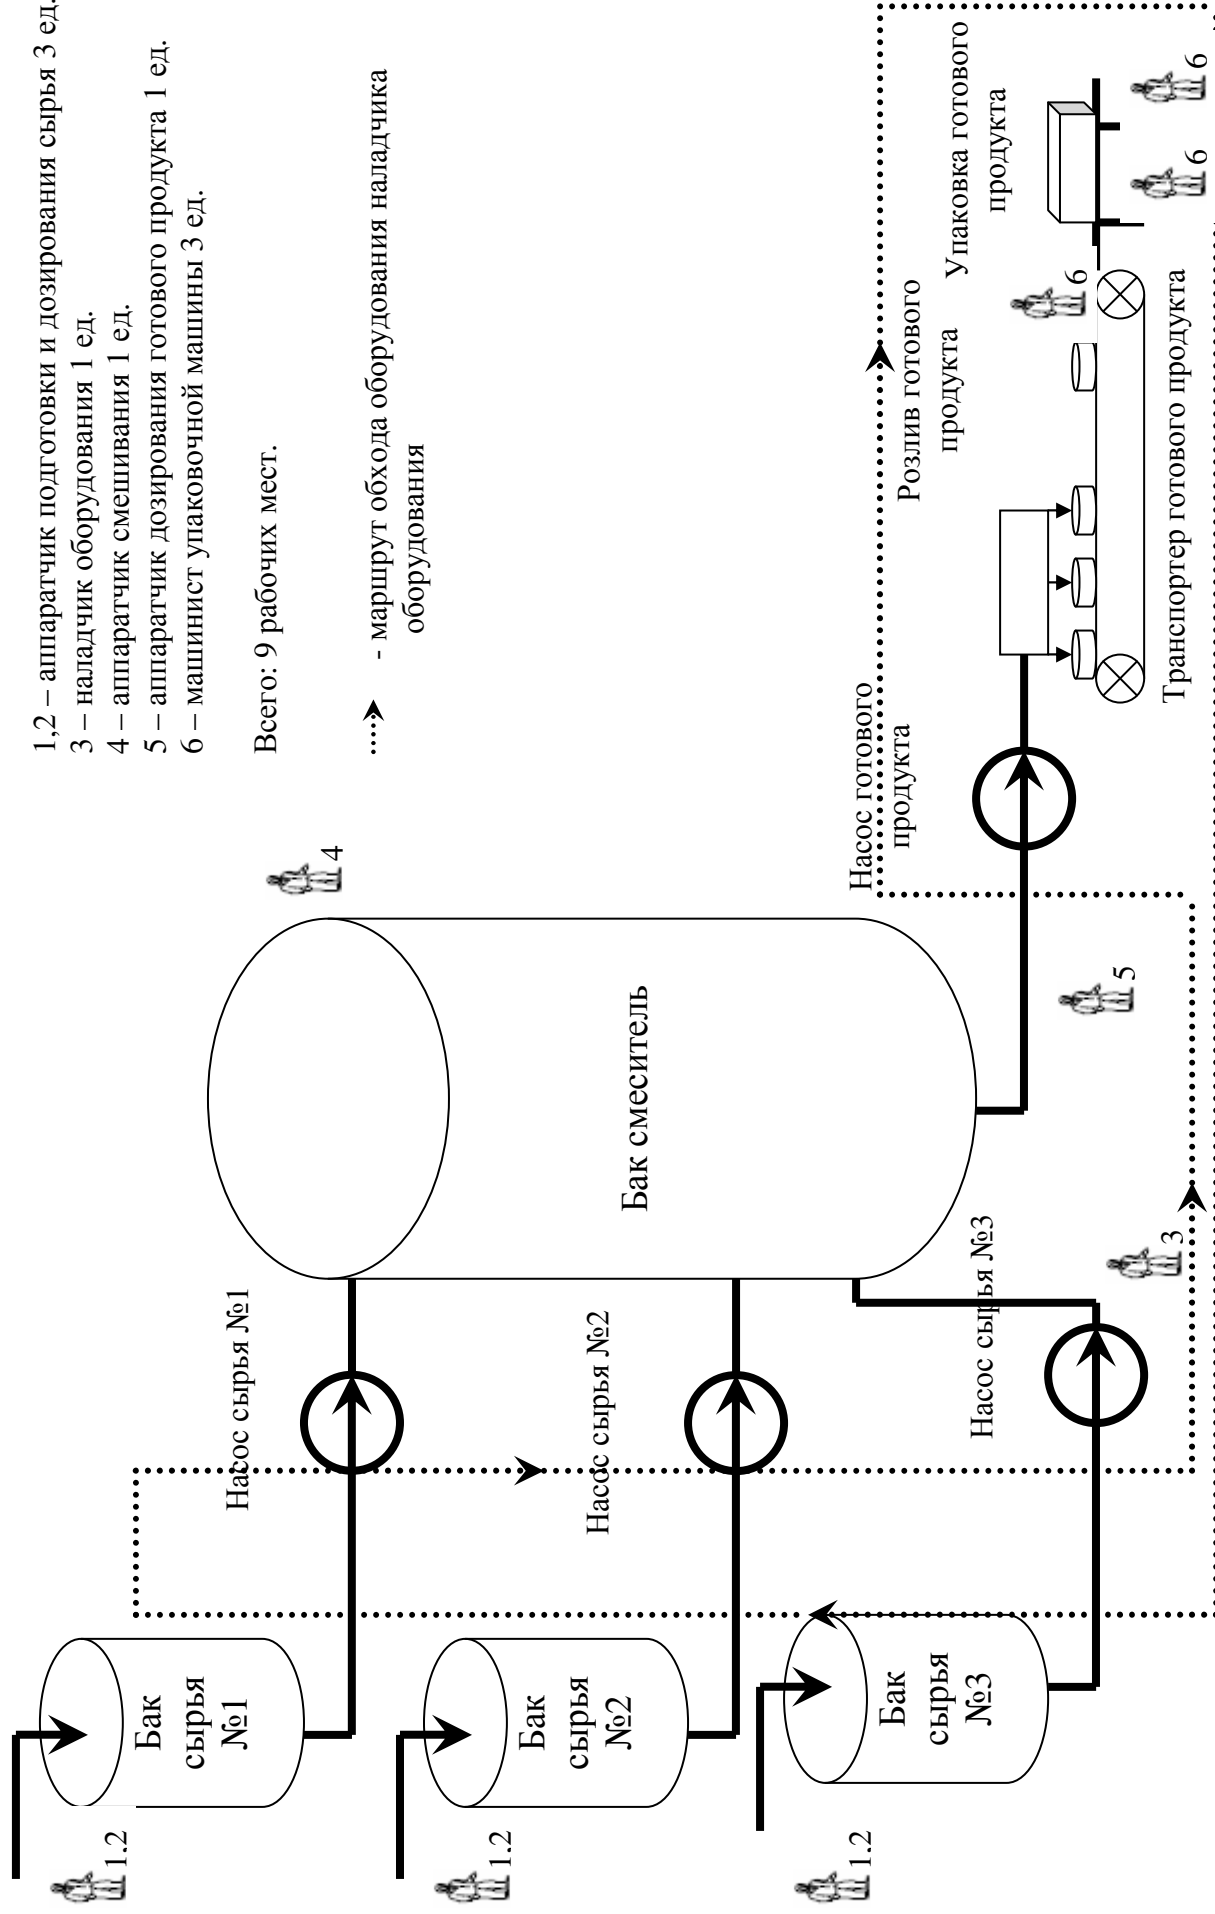 1,2 – аппаратчик подготовки и дозирования сырья 3 ед.
3 – наладчик оборудования 1 ед.
4 – аппаратчик смешивания 1 ед.
5 – аппаратчик дозирования готового продукта 1 ед.
6 – машинист упаковочной машины 3 ед.
Всего: 9 рабочих мест.
- маршрут обхода оборудования наладчика
оборудования
4
Насос сырья №1
Бак
сырья
№1
1.2
Насос сырья №2
Бак
сырья
№2
1.2
Бак смеситель
Насос сырья №3
Бак
сырья
№3
1.2
3
5
Насос готового
продукта
Розлив готового
продукта
Упаковка готового
продукта
6
6
6
Транспортер готового продукта